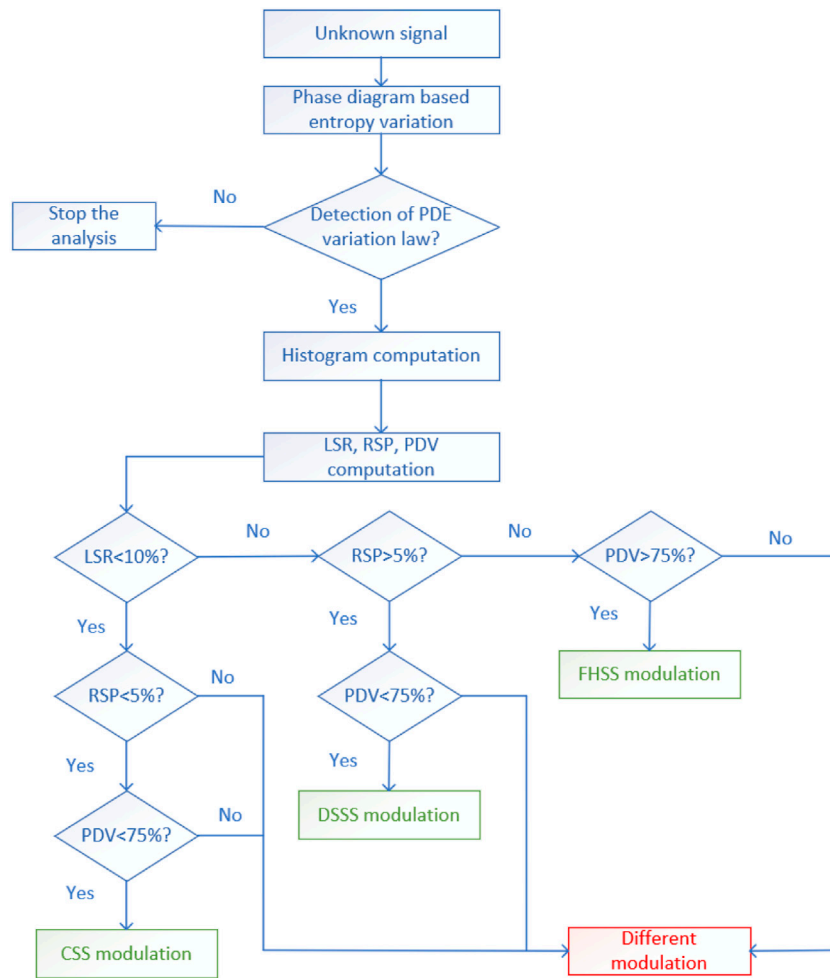 Unknown signal
Phase diagram based
entropy variation
No
Stop the
analysis
Detection of PDE
variation law?
Yes
Histogram computation
LSR, RSP, PDV
computation
LSR<10%?
No
RSP>5%?
No
PDV>75%?
No
Yes
Yes
Yes
RSP<5%?
No
PDV<75%?
FHSS modulation
Yes
Yes
PDV<75%?
No
DSSS modulation
Yes
CSS modulation
Different
modulation